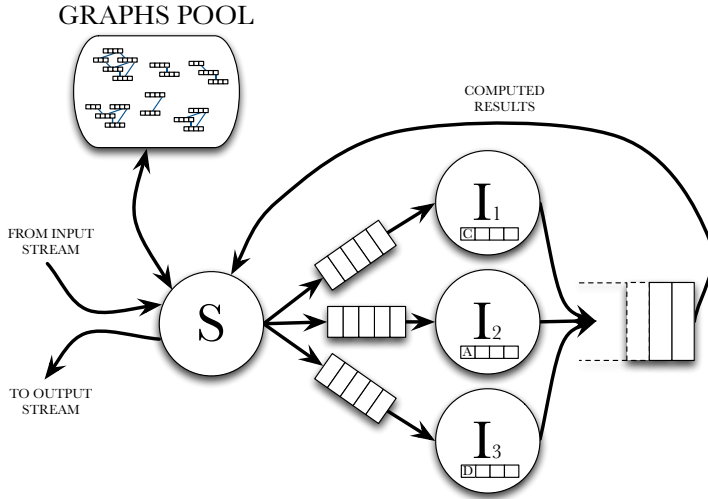 GRAPHS POOL
COMPUTED
RESULTS
I1
C
FROM INPUT
STREAM
S
I2
A
TO OUTPUT
STREAM
I3
D